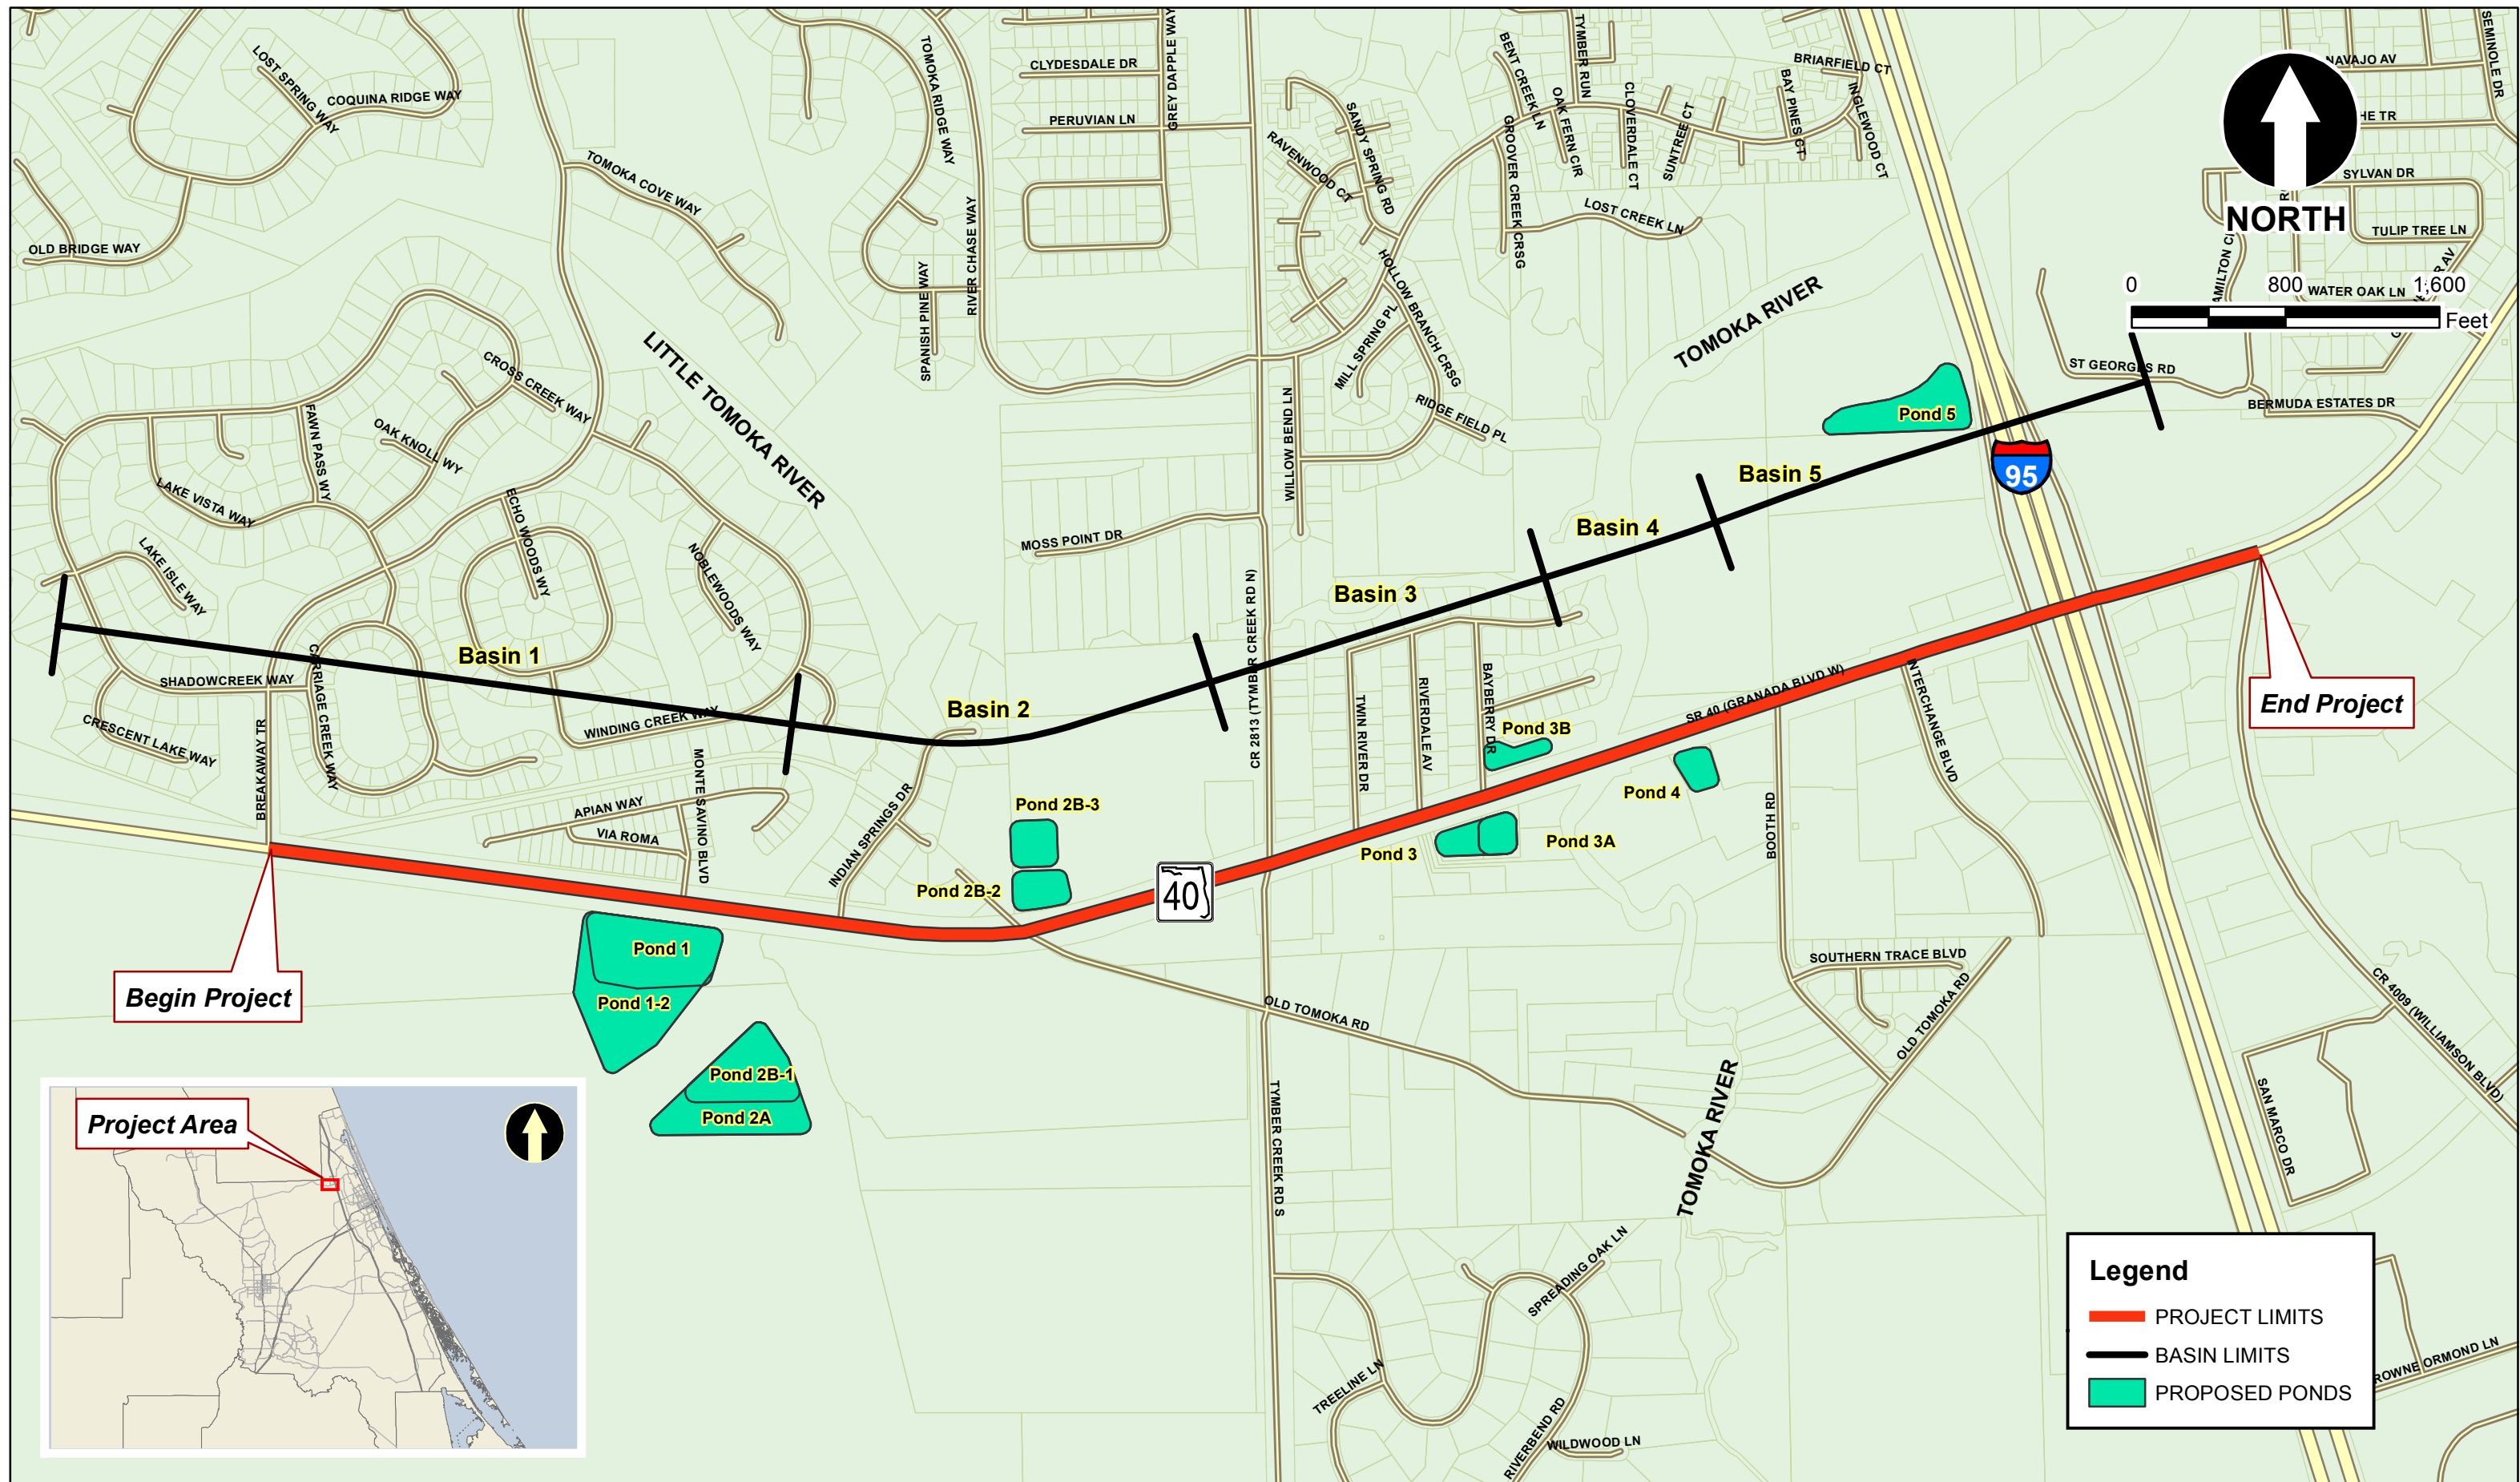 LOST SPRING WAY
COQUINA RIDGE WAY
TOMOKA RIDGE WAY
CLYDESDALE DR
GREY DAPPLE WAY
PERUVIAN LN
BENT CREEK LN
TYMBER RUN
OAK FERN CIR
CLOVERDALE CT
SUNTREE CT
BAY PINES CT
BRIARFIELD CT
INGLEWOOD CT
NAVAJO AV
SEMINOLE DR
HE TR
SYLVAN DR
TULIP TREE LN
WATER OAK LN
NORTH
0
800
1,600
Feet
OLD BRIDGE WAY
TOMOKA COVE WAY
SPANISH PINE WAY
RIVER CHASE WAY
SANDY SPRING RD
RAVENWOOD CT
GROOVER CREEK CRSG
LOST CREEK LN
HOLLOW BRANCH CRSG
MILL SPRING PL
RIDGE FIELD PL
WILLOW BEND LN
TOMOKA RIVER
LITTLE TOMOKA RIVER
CROSS CREEK WAY
FAWN PASS WY
OAK KNOLL WY
LAKE VISTA WAY
ECHO WOODS WY
LAKE ISLE WAY
NOBLEWOODS WAY
MOSS POINT DR
ST GEORGES RD
BERMUDA ESTATES DR
Pond 5
95
Basin 5
Basin 4
Basin 3
Basin 2
Basin 1
SHADOWCREEK WAY
CARRIAGE CREEK WAY
CRESCENT LAKE WAY
BREAKAWAY TR
WINDING CREEK WAY
MONTE SAVINO BLVD
APIAN WAY
VIA ROMA
INDIAN SPRINGS DR
CR 2813 (TYMBER CREEK RD N)
TWIN RIVER DR
RIVERDALE AV
BAYBERRY DR
SR 40 (GRANADA BLVD W)
INTERCHANGE BLVD
BOOTH RD
End Project
Pond 3B
Pond 4
Pond 3
Pond 3A
Pond 2B-3
Pond 2B-2
40
Pond 1
Pond 1-2
Pond 2B-1
Pond 2A
Begin Project
OLD TOMOKA RD
SOUTHERN TRACE BLVD
OLD TOMOKA RD
CR 4009 (WILLIAMSON BLVD)
SAN MARCO DR
TYMBER CREEK RD S
TOMOKA RIVER
SPREADING OAK LN
TREELINE LN
RIVERBEND RD
WILDWOOD LN
ORMOND LN
Project Area
Legend
PROJECT LIMITS
BASIN LIMITS
PROPOSED PONDS